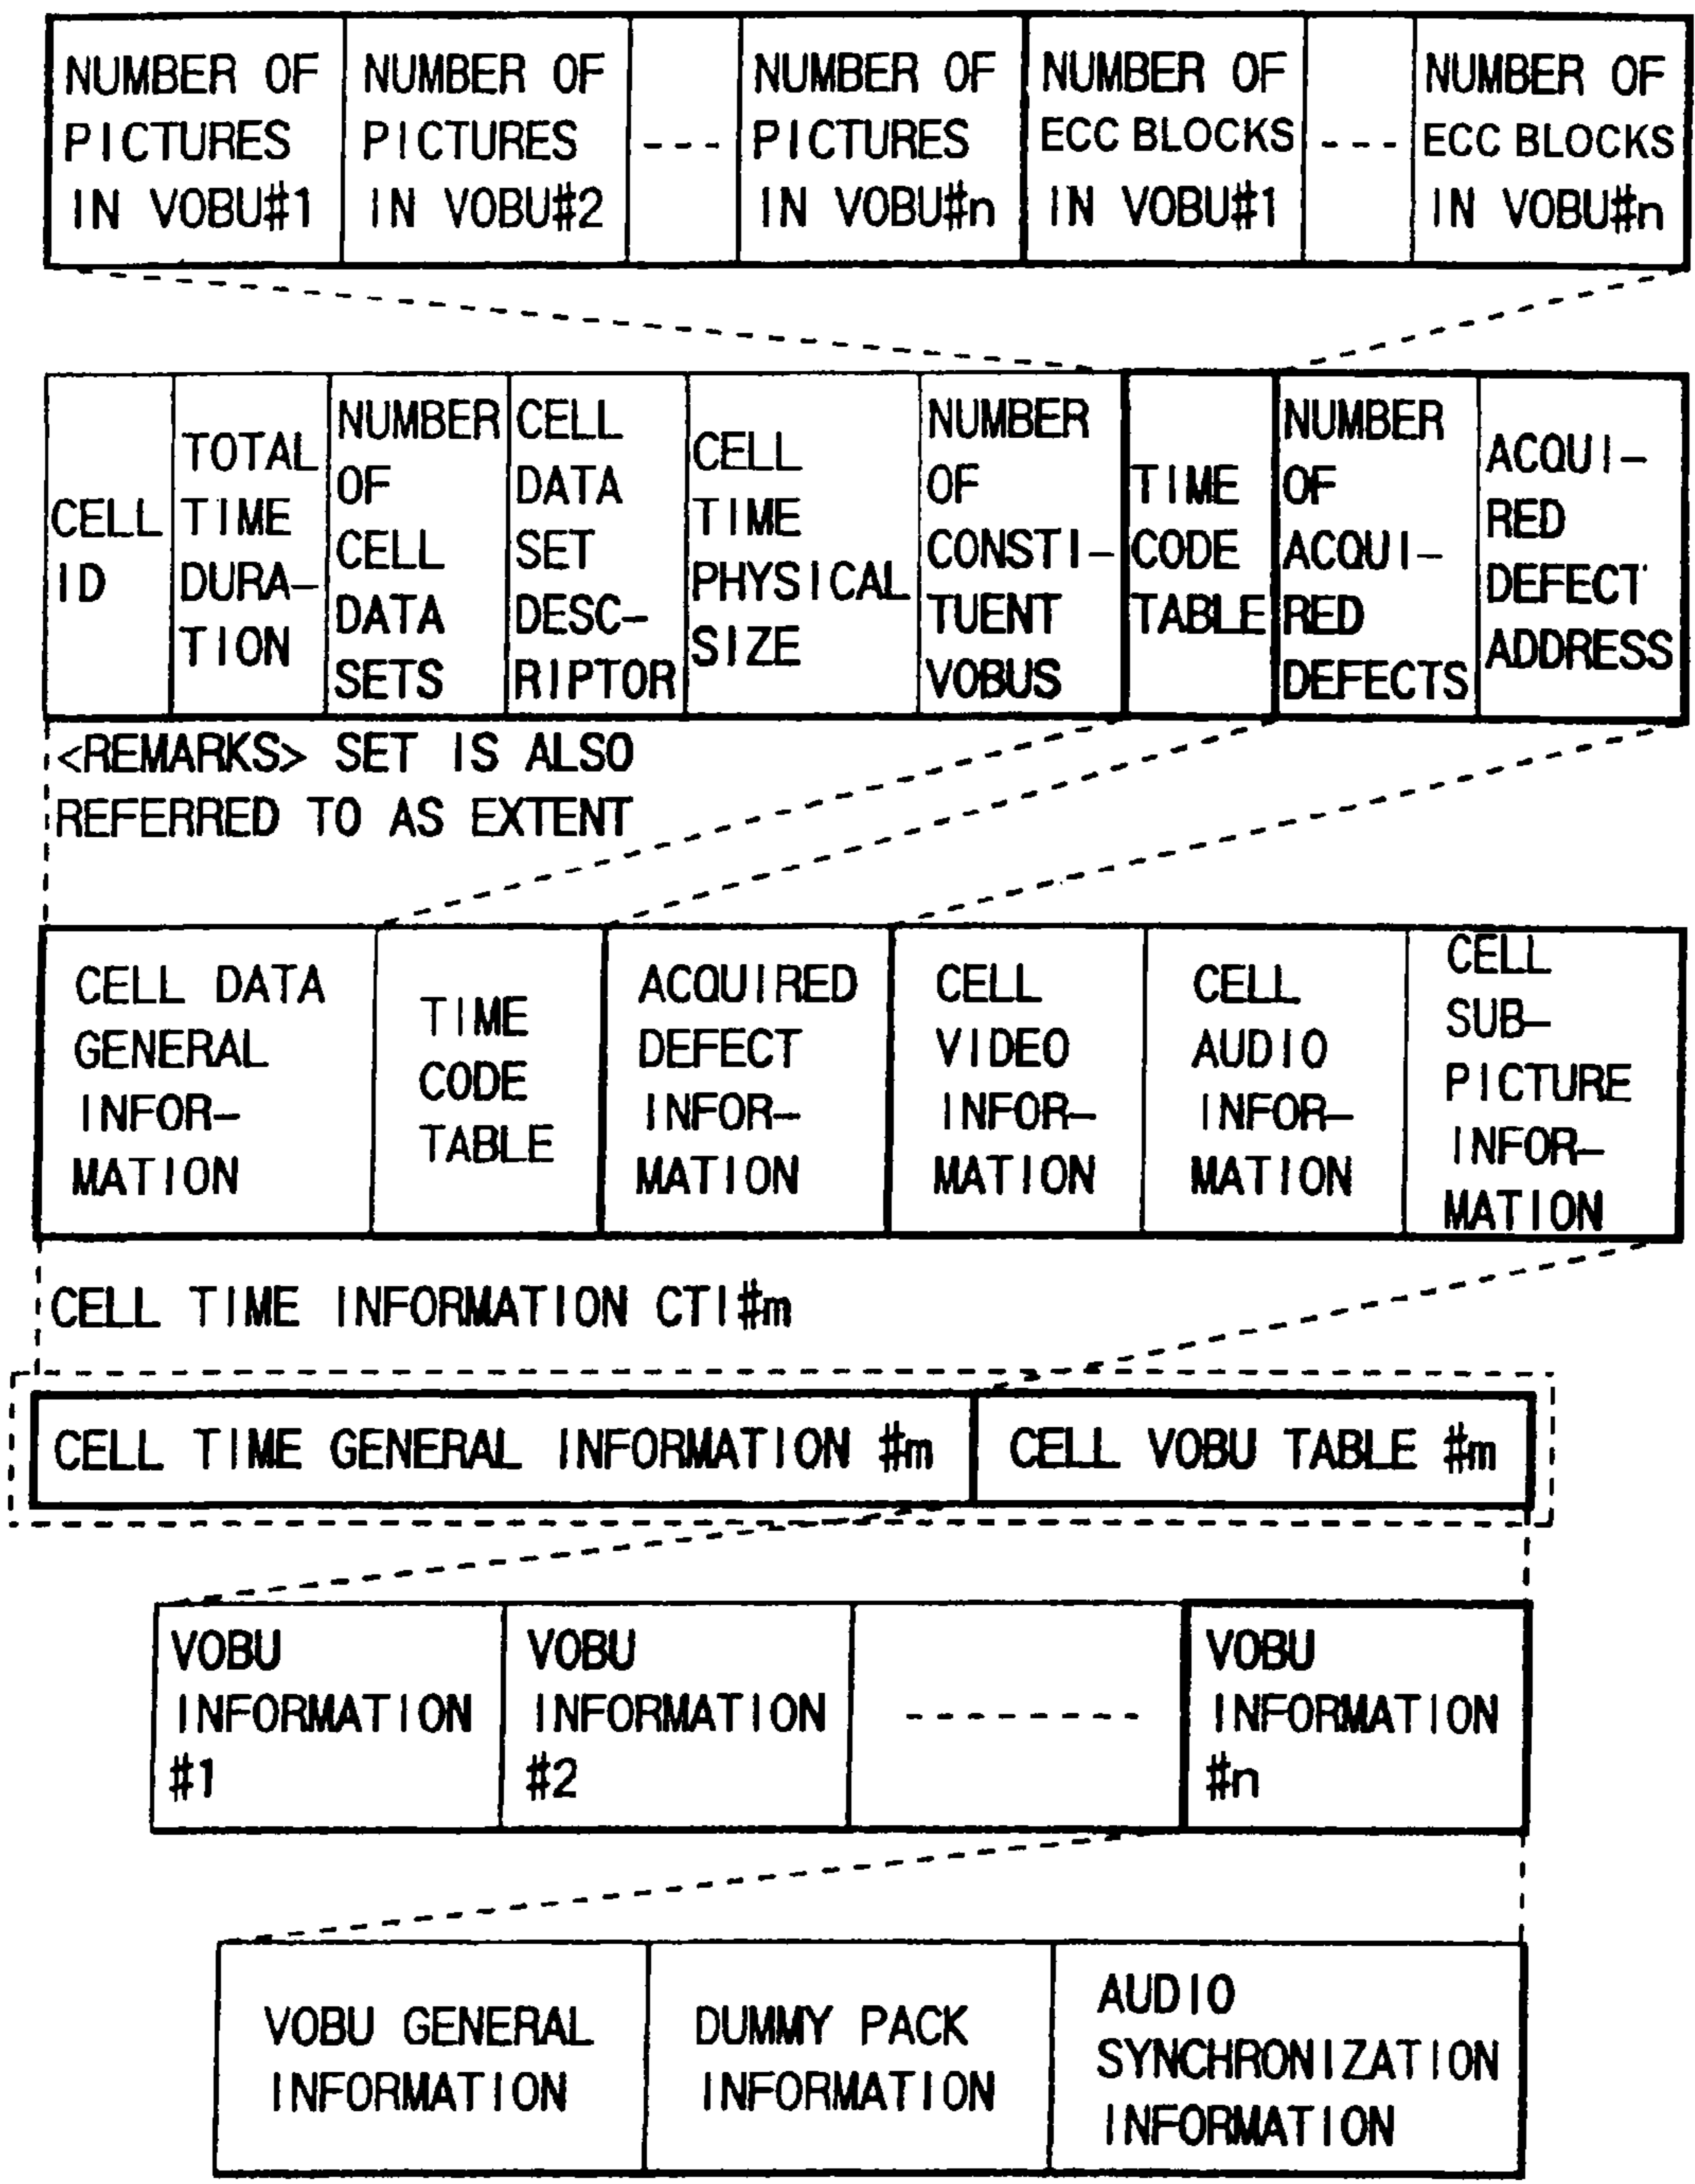 NUMBER OF
PICTURES
IN VOBU#1
NUMBER OF
PICTURES
IN VOBU#2
NUMBER OF
PICTURES
IN VOBU#n
NUMBER OF
ECC BLOCKS
IN VOBU#1
NUMBER OF
ECC BLOCKS
IN VOBU#n
CELL
ID
TOTAL
TIME
DURA-
TION
NUMBER
OF
CELL
DATA
SETS
CELL
DATA
SET
DESC-
RIPTOR
CELL
TIME
PHYSICAL
SIZE
NUMBER
OF
CONSTI-
TUENT
VOBUS
TIME
CODE
TABLE
NUMBER
OF
ACQUI-
RED
DEFECTS
ACQUI-
RED
DEFECT
ADDRESS
<REMARKS> SET IS ALSO
REFERRED TO AS EXTENT
CELL DATA
GENERAL
INFOR-
MATION
TIME
CODE
TABLE
ACQUIRED
DEFECT
INFOR-
MATION
CELL
VIDEO
INFOR-
MATION
CELL
AUDIO
INFOR-
MATION
CELL
SUB-
PICTURE
INFOR-
MATION
CELL TIME INFORMATION CTI#m
CELL TIME GENERAL INFORMATION #m
CELL VOBU TABLE #m
VOBU
INFORMATION
#1
VOBU
INFORMATION
#2
VOBU
INFORMATION
#n
VOBU GENERAL
INFORMATION
DUMMY PACK
INFORMATION
AUDIO
SYNCHRONIZATION
INFORMATION